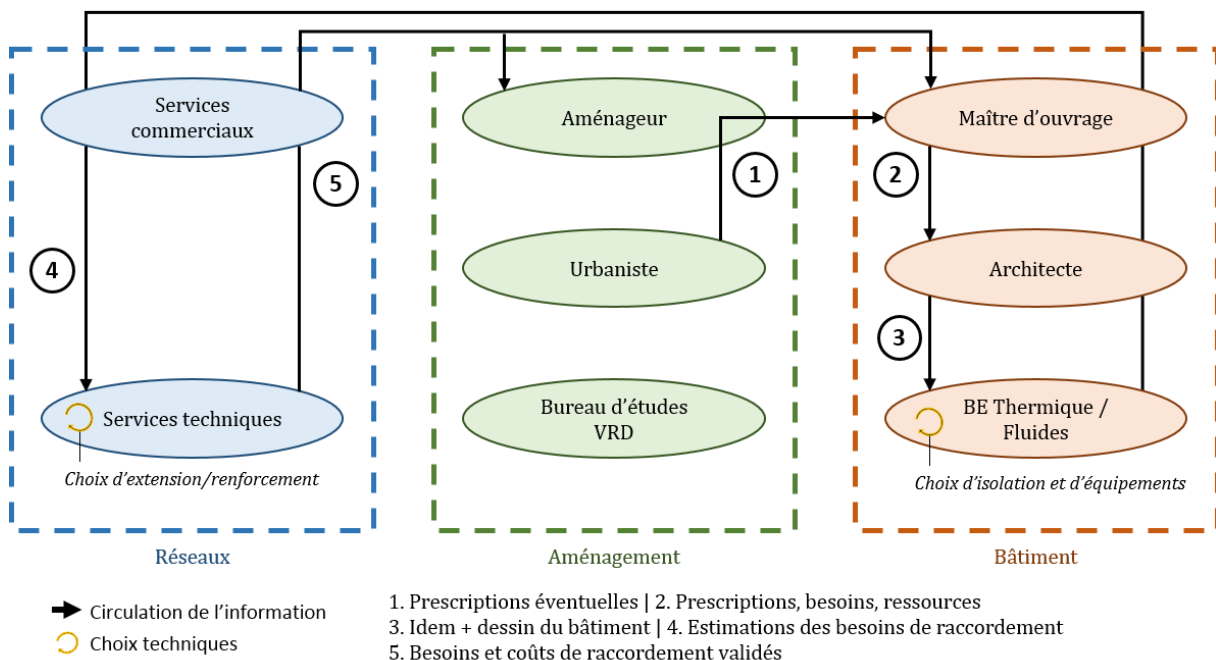 Services
commerciaux
Aménageur
Maître d'ouvrage
5
1
2
4
Urbaniste
Architecte
3
Services techniques
Bureau d'études
VRD
BE Thermique /
Fluides
Choix d'extension/renforcement
Choix d'isolation et d'équipements
Réseaux
Aménagement
Bâtiment
Circulation de l'information
Choix techniques
1. Prescriptions éventuelles | 2. Prescriptions, besoins, ressources
3. Idem + dessin du bâtiment | 4. Estimations des besoins de raccordement
5. Besoins et coûts de raccordement validés